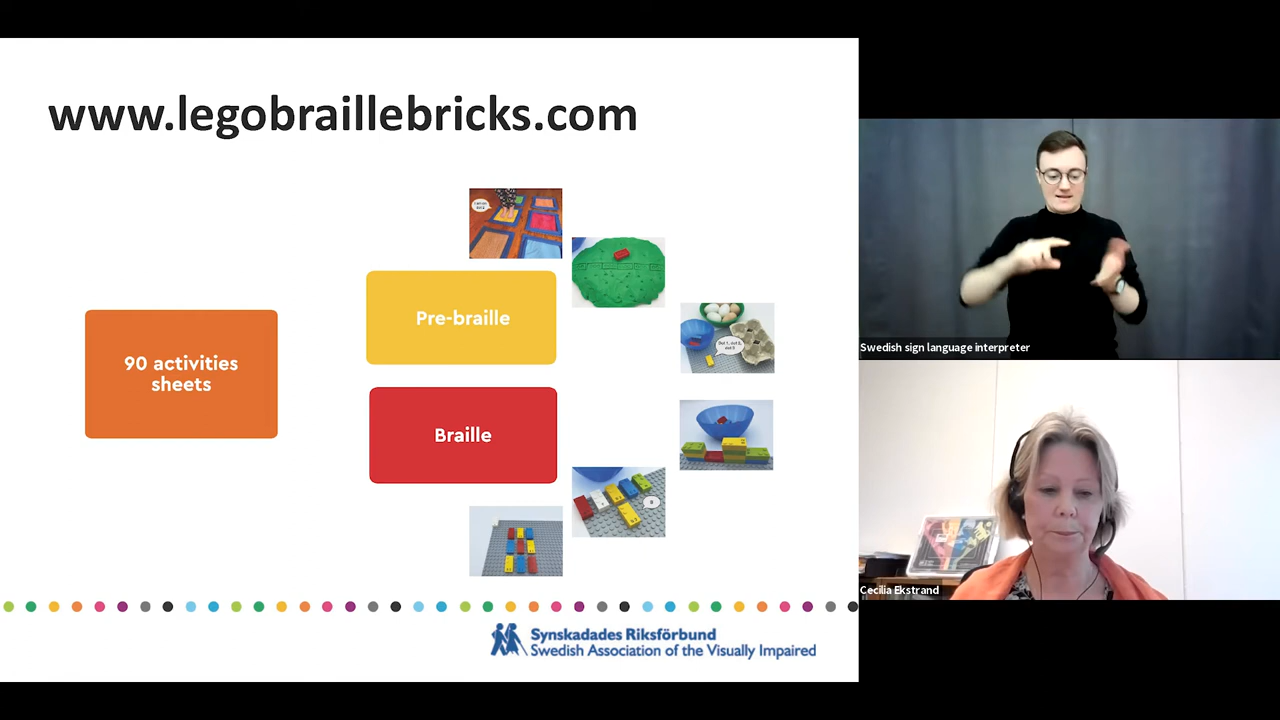 www.legobraillebricks.com
90 activities
sheets
Pre-braille
Braille
Synskadades Riksförbund
Swedish Association of the Visually Impaired
Swedish sign language interpreter
Cecilia Ekstrand